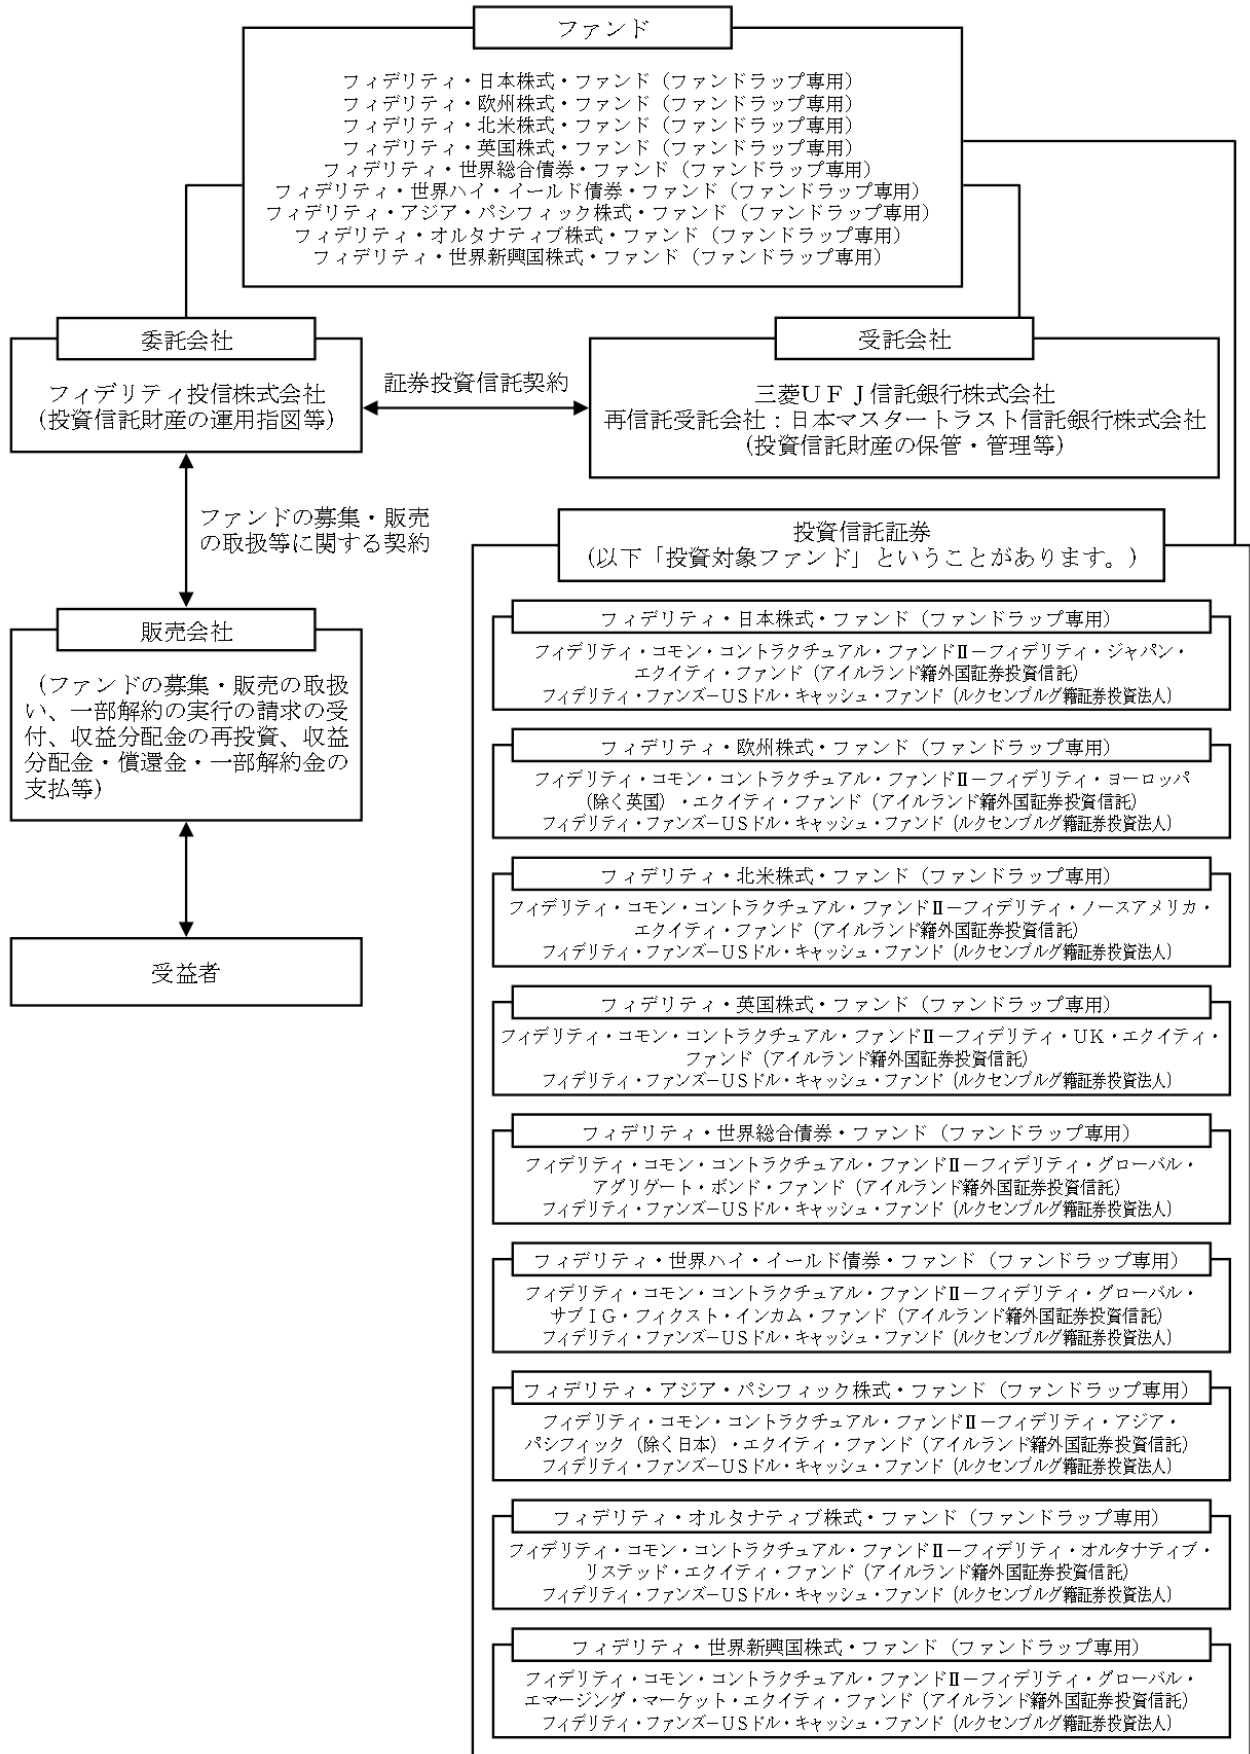 ファンド
フィデリティ・日本株式・ファンド（ファンドラップ専用）
フィデリティ・欧州株式・ファンド（ファンドラップ専用）
フィデリティ・北米株式・ファンド（ファンドラップ専用）
フィデリティ・英国株式・ファンド（ファンドラップ専用）
フィデリティ・世界総合債券・ファンド（ファンドラップ専用）
フィデリティ・世界ハイ・イールド債券・ファンド（ファンドラップ専用）
フィデリティ・アジア・パシフィック株式・ファンド（ファンドラップ専用）
フィデリティ・オルタナティブ株式・ファンド（ファンドラップ専用）
フィデリティ・世界新興国株式・ファンド（ファンドラップ専用）
委託会社
フィデリティ投信株式会社
(投資信託財産の運用指図等)
証券投資信託契約
受託会社
三菱ＵＦＪ信託銀行株式会社
再信託受託会社：日本マスタートラスト信託銀行株式会社
(投資信託財産の保管・管理等)
ファンドの募集・販売
の取扱等に関する契約
販売会社
（ファンドの募集・販売の取扱
い、一部解約の実行の請求の受
付、収益分配金の再投資、収益
分配金・償還金・一部解約金の
支払等）
受益者
投資信託証券
(以下「投資対象ファンド」ということがあります。)
フィデリティ・日本株式・ファンド（ファンドラップ専用）
フィデリティ・コモン・コントラクチュアル・ファンドⅡ－フィデリティ・ジャパン・
エクイティ・ファンド（アイルランド籍外国証券投資信託）
フィデリティ・ファンズ－ＵＳドル・キャッシュ・ファンド（ルクセンブルグ籍証券投資法人）
フィデリティ・欧州株式・ファンド（ファンドラップ専用）
フィデリティ・コモン・コントラクチュアル・ファンドⅡ－フィデリティ・ヨーロッパ
（除く英国）・エクイティ・ファンド（アイルランド籍外国証券投資信託）
フィデリティ・ファンズ－ＵＳドル・キャッシュ・ファンド（ルクセンブルグ籍証券投資法人）
フィデリティ・北米株式・ファンド（ファンドラップ専用）
フィデリティ・コモン・コントラクチュアル・ファンドⅡ－フィデリティ・ノースアメリカ・
エクイティ・ファンド（アイルランド籍外国証券投資信託）
フィデリティ・ファンズ－ＵＳドル・キャッシュ・ファンド（ルクセンブルグ籍証券投資法人）
フィデリティ・英国株式・ファンド（ファンドラップ専用）
フィデリティ・コモン・コントラクチュアル・ファンドⅡ－フィデリティ・ＵＫ・エクイティ・
ファンド（アイルランド籍外国証券投資信託）
フィデリティ・ファンズ－ＵＳドル・キャッシュ・ファンド（ルクセンブルグ籍証券投資法人）
フィデリティ・世界総合債券・ファンド（ファンドラップ専用）
フィデリティ・コモン・コントラクチュアル・ファンドⅡ－フィデリティ・グローバル・
アグリゲート・ボンド・ファンド（アイルランド籍外国証券投資信託）
フィデリティ・ファンズ－ＵＳドル・キャッシュ・ファンド（ルクセンブルグ籍証券投資法人）
フィデリティ・世界ハイ・イールド債券・ファンド（ファンドラップ専用）
フィデリティ・コモン・コントラクチュアル・ファンドⅡ－フィデリティ・グローバル・
サブＩＧ・フィクスト・インカム・ファンド（アイルランド籍外国証券投資信託）
フィデリティ・ファンズ－ＵＳドル・キャッシュ・ファンド（ルクセンブルグ籍証券投資法人）
フィデリティ・アジア・パシフィック株式・ファンド（ファンドラップ専用）
フィデリティ・コモン・コントラクチュアル・ファンドⅡ－フィデリティ・アジア・
パシフィック（除く日本）・エクイティ・ファンド（アイルランド籍外国証券投資信託）
フィデリティ・ファンズ－ＵＳドル・キャッシュ・ファンド（ルクセンブルグ籍証券投資法人）
フィデリティ・オルタナティブ株式・ファンド（ファンドラップ専用）
フィデリティ・コモン・コントラクチュアル・ファンドⅡ－フィデリティ・オルタナティブ・
リステッド・エクイティ・ファンド（アイルランド籍外国証券投資信託）
フィデリティ・ファンズ－ＵＳドル・キャッシュ・ファンド（ルクセンブルグ籍証券投資法人）
フィデリティ・世界新興国株式・ファンド（ファンドラップ専用）
フィデリティ・コモン・コントラクチュアル・ファンドⅡ－フィデリティ・グローバル・
エマージング・マーケット・エクイティ・ファンド（アイルランド籍外国証券投資信託）
フィデリティ・ファンズ－ＵＳドル・キャッシュ・ファンド（ルクセンブルグ籍証券投資法人）